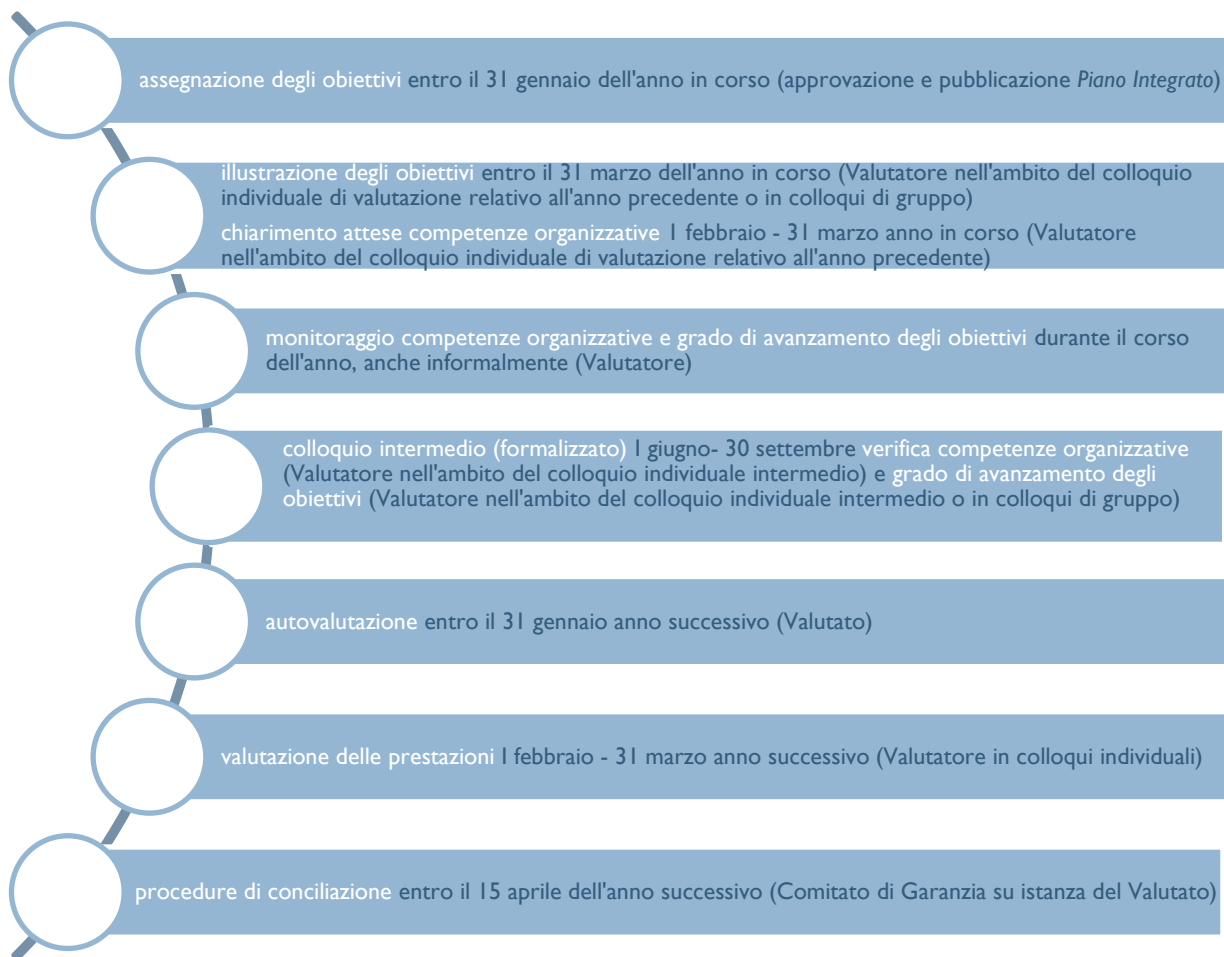 assegnazione degli obiettivi entro il 31 gennaio dell'anno in corso (approvazione e pubblicazione Piano Integrato)
illustrazione degli obiettivi entro il 31 marzo dell'anno in corso (Valutatore nell'ambito del colloquio
individuale di valutazione relativo all'anno precedente o in colloqui di gruppo)
chiarimento attese competenze organizzative 1 febbraio - 31 marzo anno in corso (Valutatore
nell'ambito del colloquio individuale di valutazione relativo all'anno precedente)
monitoraggio competenze organizzative e grado di avanzamento degli obiettivi durante il corso
dell'anno, anche informalmente (Valutatore)
colloquio intermedio (formalizzato) 1 giugno- 30 settembre verifica competenze organizzative
(Valutatore nell'ambito del colloquio individuale intermedio) e grado di avanzamento degli
obiettivi (Valutatore nell'ambito del colloquio individuale intermedio o in colloqui di gruppo)
autovalutazione entro il 31 gennaio anno successivo (Valutato)
valutazione delle prestazioni 1 febbraio - 31 marzo anno successivo (Valutatore in colloqui individuali)
procedure di conciliazione entro il 15 aprile dell'anno successivo (Comitato di Garanzia su istanza del Valutato)